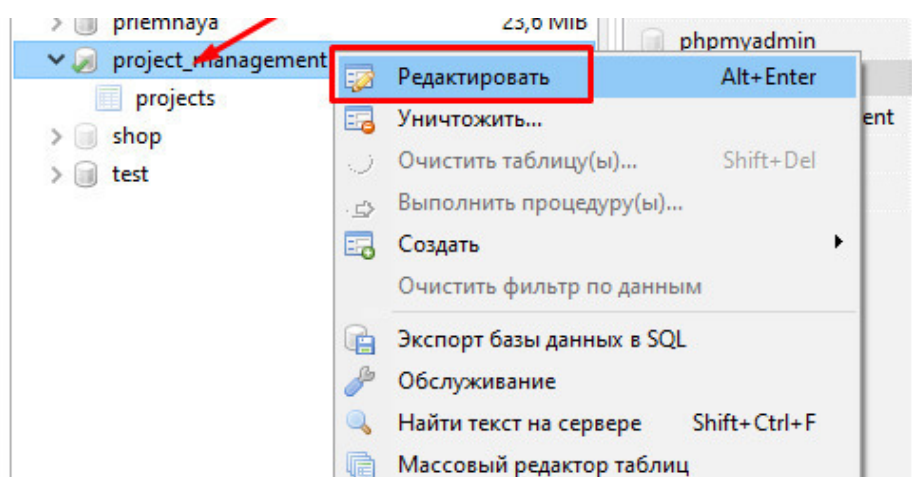 priemnaya 23,6 MiB
project_management
projects
shop
test
phpmyadmin
ent
Редактировать Alt+Enter
Уничтожить...
Очистить таблицу(ы)... Shift+Del
Выполнить процедуру(ы)...
Создать
Очистить фильтр по данным
Экспорт базы данных в SQL
Обслуживание
Найти текст на сервере Shift+Ctrl+F
Массовый редактор таблиц